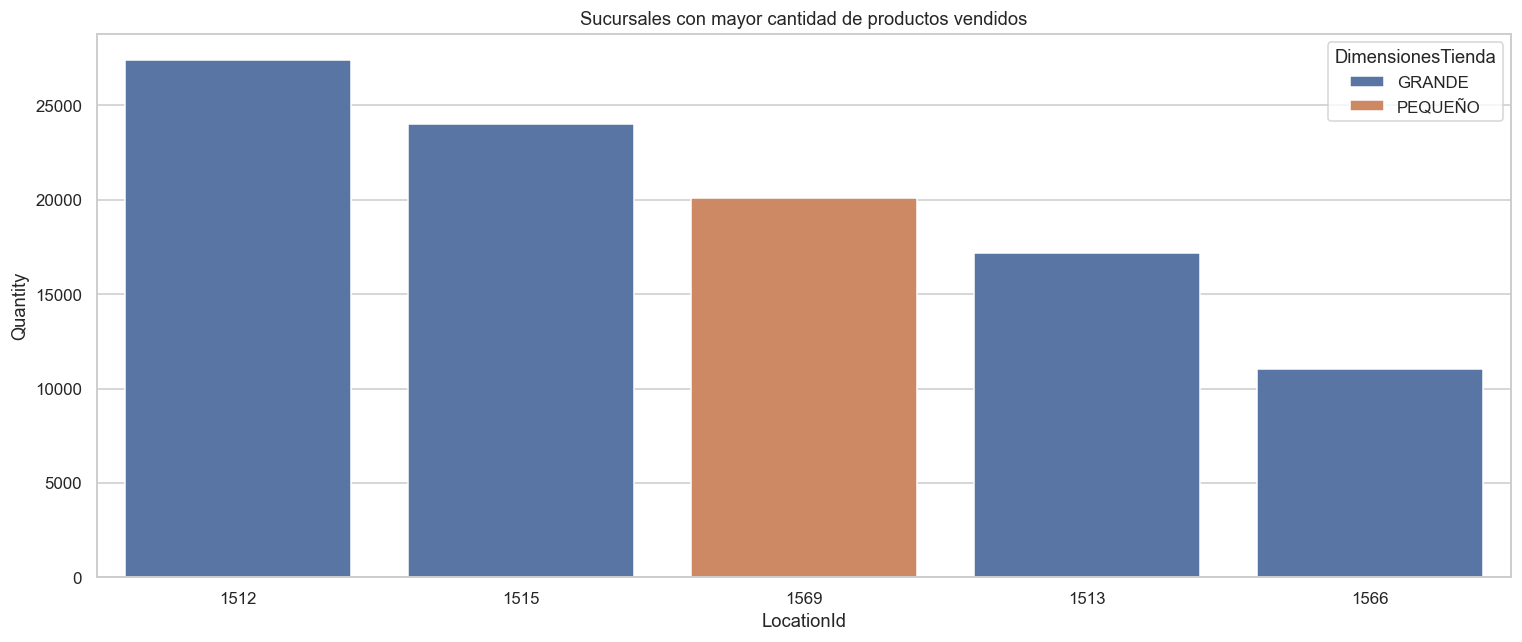 Sucursales con mayor cantidad de productos vendidos
DimensionesTienda
GRANDE
PEQUEÑO
Quantity
25000
20000
15000
10000
5000
0
1512 1515 1569 1513 1566
LocationId